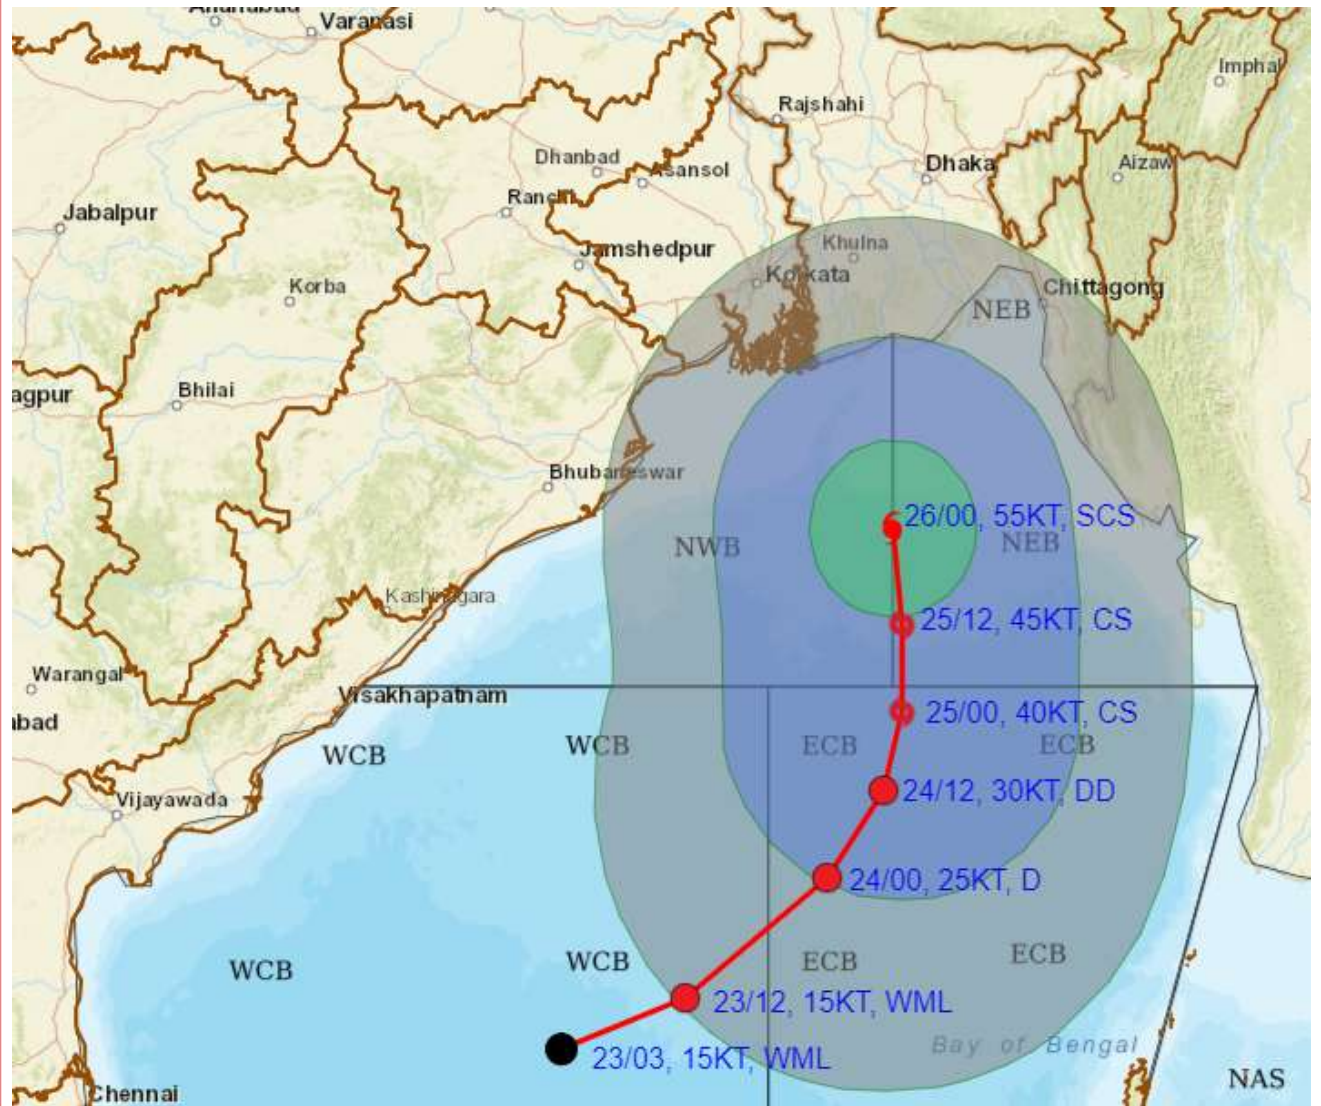 Varanasi
Imphal
Rajshahi
Dhanbad
Asansol
Dhaka
Aizaw
Ranchi
Jabalpur
Jamshedpur
Khulna
Kolkata
Korba
Chittagong
NEB
Bhilai
agpur
Bhubaneswar
26/00, 55KT, SCS
NWB
NEB
Kashinagara
25/12, 45KT, CS
Warangal
Visakhapatnam
abad
25/00, 40KT, CS
WCB
WCB
ECB
ECB
Vijayawada
24/12, 30KT, DD
24/00, 25KT, D
WCB
WCB
ECB
ECB
23/12, 15KT, WML
Bay of Bengal
23/03, 15KT, WML
NAS
Chennai